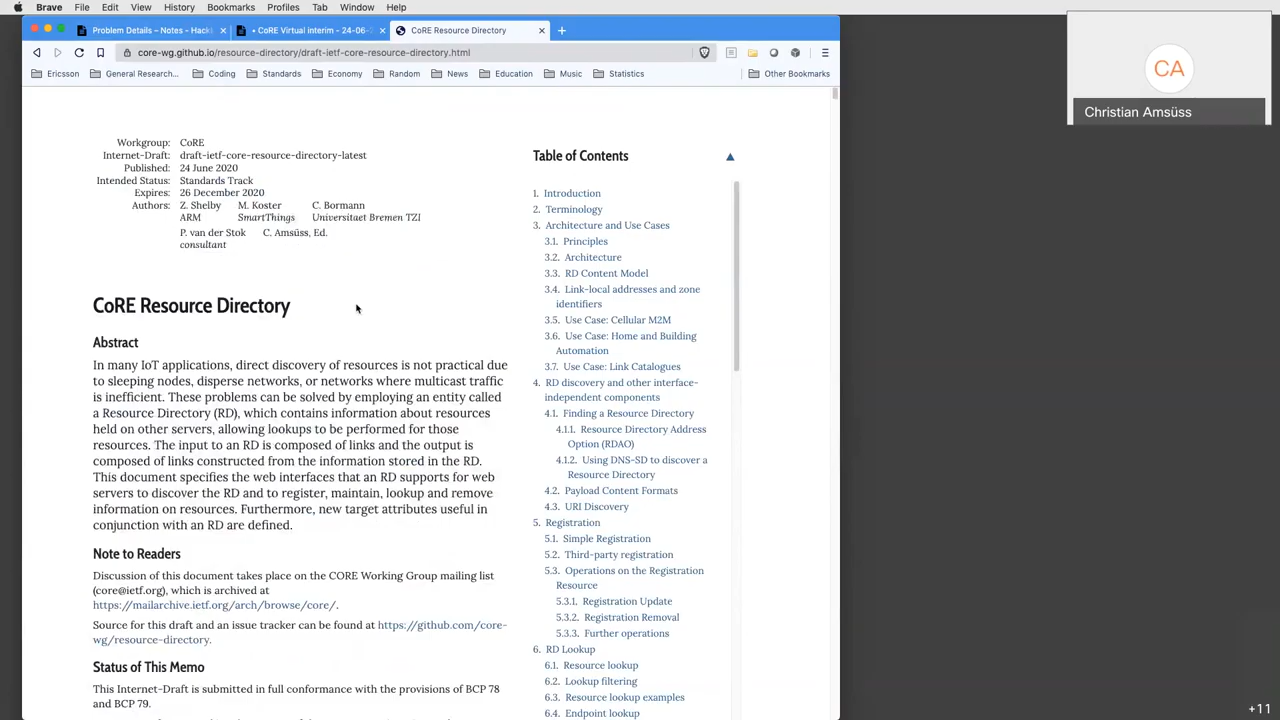 Brave File Edit View History Bookmarks Profiles Tab Window Help
Problem Details – Notes - Hack
• CoRE Virtual interim - 24-06-
CoRE Resource Directory
core-wg.github.io/resource-directory/draft-ietf-core-resource-directory.html
Ericsson General Research... Coding Standards Economy Random News Education Music Statistics Other Bookmarks
Workgroup: CoRE
Internet-Draft: draft-ietf-core-resource-directory-latest
Published: 24 June 2020
Intended Status: Standards Track
Expires: 26 December 2020
Authors: Z. Shelby M. Koster C. Bormann
ARM SmartThings Universitaet Bremen TZI
P. van der Stok C. Amsüss, Ed.
consultant
CoRE Resource Directory
Abstract
In many IoT applications, direct discovery of resources is not practical due
to sleeping nodes, disperse networks, or networks where multicast traffic
is inefficient. These problems can be solved by employing an entity called
a Resource Directory (RD), which contains information about resources
held on other servers, allowing lookups to be performed for those
resources. The input to an RD is composed of links and the output is
composed of links constructed from the information stored in the RD.
This document specifies the web interfaces that an RD supports for web
servers to discover the RD and to register, maintain, lookup and remove
information on resources. Furthermore, new target attributes useful in
conjunction with an RD are defined.
Note to Readers
Discussion of this document takes place on the CORE Working Group mailing list
(core@ietf.org), which is archived at
https://mailarchive.ietf.org/arch/browse/core/.
Source for this draft and an issue tracker can be found at https://github.com/core-
wg/resource-directory.
Status of This Memo
This Internet-Draft is submitted in full conformance with the provisions of BCP 78
and BCP 79.
Table of Contents
1. Introduction
2. Terminology
3. Architecture and Use Cases
3.1. Principles
3.2. Architecture
3.3. RD Content Model
3.4. Link-local addresses and zone
identifiers
3.5. Use Case: Cellular M2M
3.6. Use Case: Home and Building
Automation
3.7. Use Case: Link Catalogues
4. RD discovery and other interface-
independent components
4.1. Finding a Resource Directory
4.1.1. Resource Directory Address
Option (RDAO)
4.1.2. Using DNS-SD to discover a
Resource Directory
4.2. Payload Content Formats
4.3. URI Discovery
5. Registration
5.1. Simple Registration
5.2. Third-party registration
5.3. Operations on the Registration
Resource
5.3.1. Registration Update
5.3.2. Registration Removal
5.3.3. Further operations
6. RD Lookup
6.1. Resource lookup
6.2. Lookup filtering
6.3. Resource lookup examples
6.4. Endpoint lookup
CA
Christian Amsüss
+11